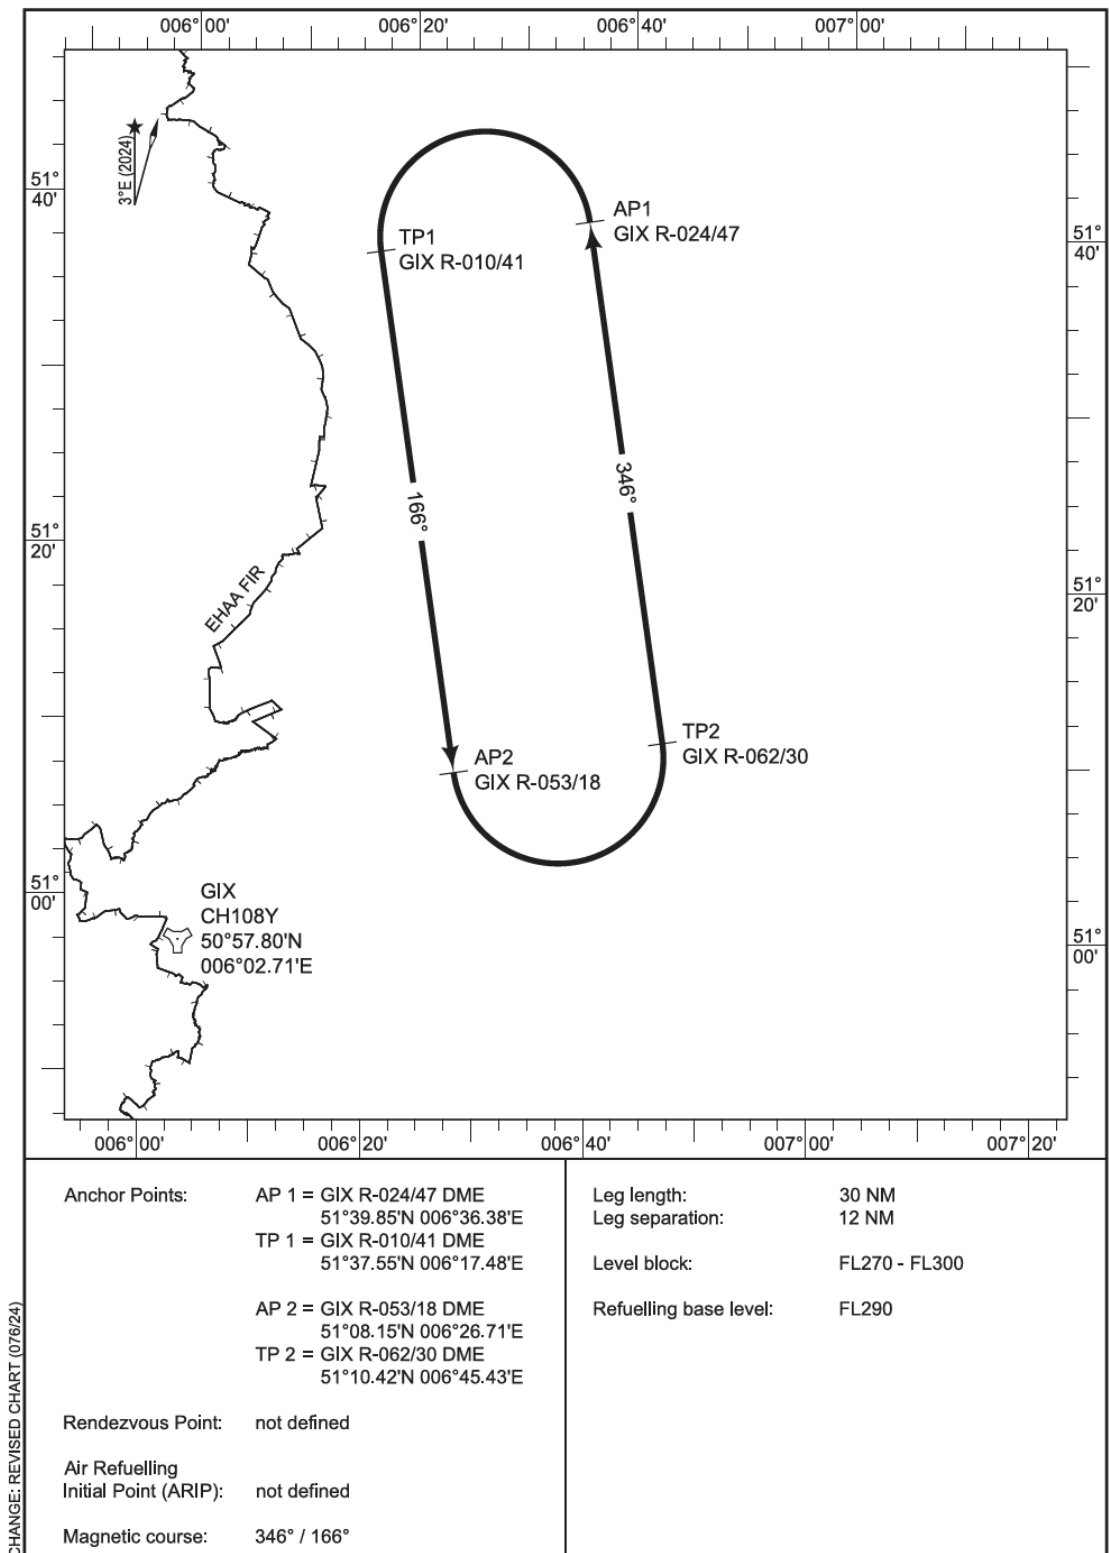 006°00' 006°20' 006°40' 007°00'
3°E (2024)
51°
40'
AP1
GIX R-024/47
TP1
GIX R-010/41
51°
40'
346°
166°
51°
20'
EHAA FIR
51°
20'
TP2
GIX R-062/30
AP2
GIX R-053/18
51°
00'
GIX
CH108Y
50°57.80'N
006°02.71'E
51°
00'
006°00' 006°20' 006°40' 007°00' 007°20'
Anchor Points: AP 1 = GIX R-024/47 DME
51°39.85'N 006°36.38'E
TP 1 = GIX R-010/41 DME
51°37.55'N 006°17.48'E
AP 2 = GIX R-053/18 DME
51°08.15'N 006°26.71'E
TP 2 = GIX R-062/30 DME
51°10.42'N 006°45.43'E
Rendezvous Point: not defined
Air Refuelling
Initial Point (ARIP): not defined
Magnetic course: 346° / 166°
Leg length: 30 NM
Leg separation: 12 NM
Level block: FL270 - FL300
Refuelling base level: FL290
CHANGE: REVISED CHART (076/24)